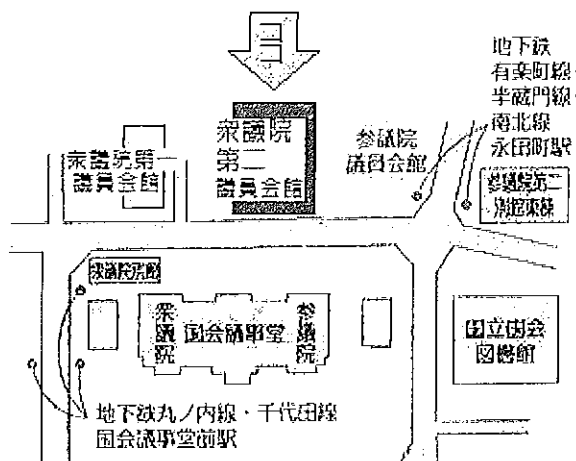 ココ
地下鉄
有楽町線・
半蔵門線・
南北線
永田町駅
衆議院第一
議員会館
衆議院
第二
議員会館
参議院
議員会館
参議院第二
別館東棟
衆議院別館
衆議院
国会議事堂
参議院
国立国会
図書館
地下鉄丸ノ内線・千代田線
国会議事堂前駅